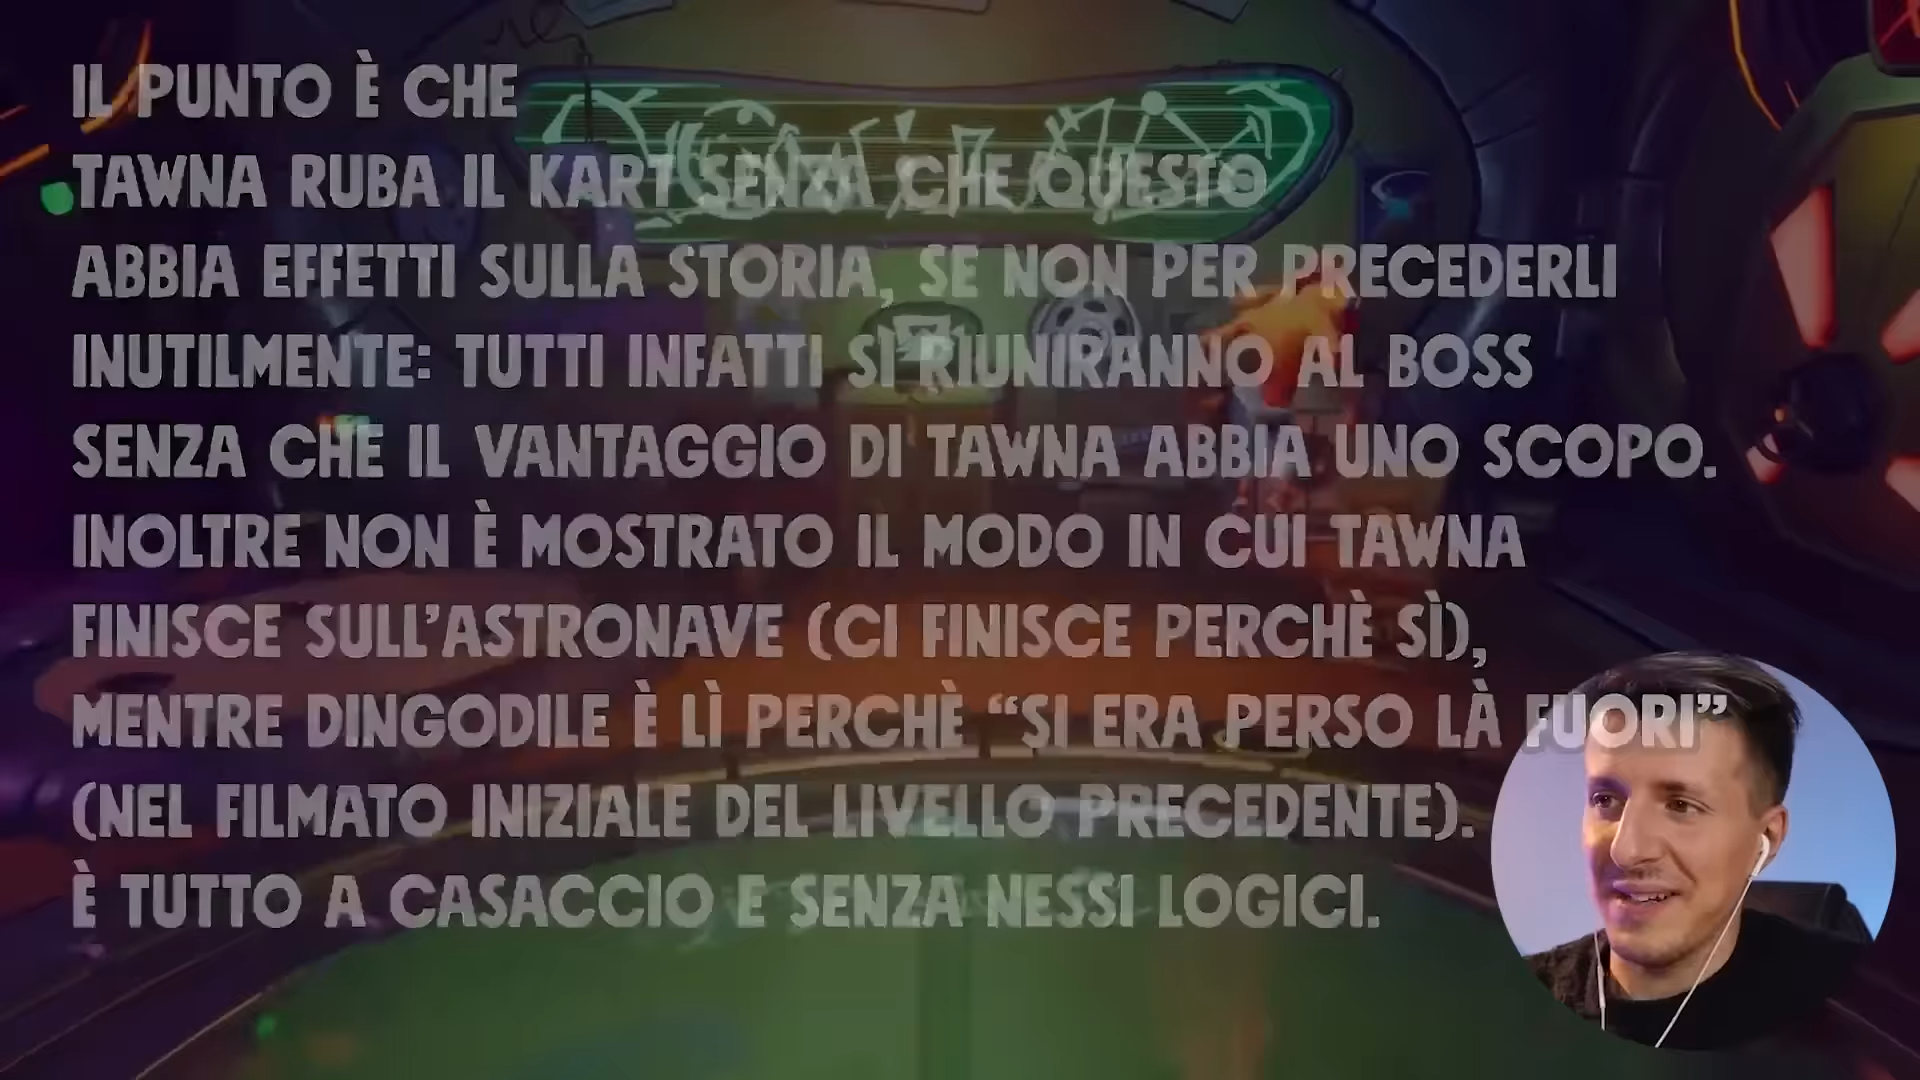 IL PUNTO È CHE
TAWNA RUBA IL KART SENZA CHE QUESTO
ABBIA EFFETTI SULLA STORIA, SE NON PER PRECEDERLI
INUTILMENTE: TUTTI INFATTI SI RIUNIRANNO AL BOSS
SENZA CHE IL VANTAGGIO DI TAWNA ABBIA UNO SCOPO.
INOLTRE NON È MOSTRATO IL MODO IN CUI TAWNA
FINISCE SULL'ASTRONAVE (CI FINISCE PERCHÈ SÌ),
MENTRE DINGODILE È LÌ PERCHÈ “SI ERA PERSO LÀ FUORI”
(NEL FILMATO INIZIALE DEL LIVELLO PRECEDENTE).
È TUTTO A CASACCIO E SENZA NESSI LOGICI.